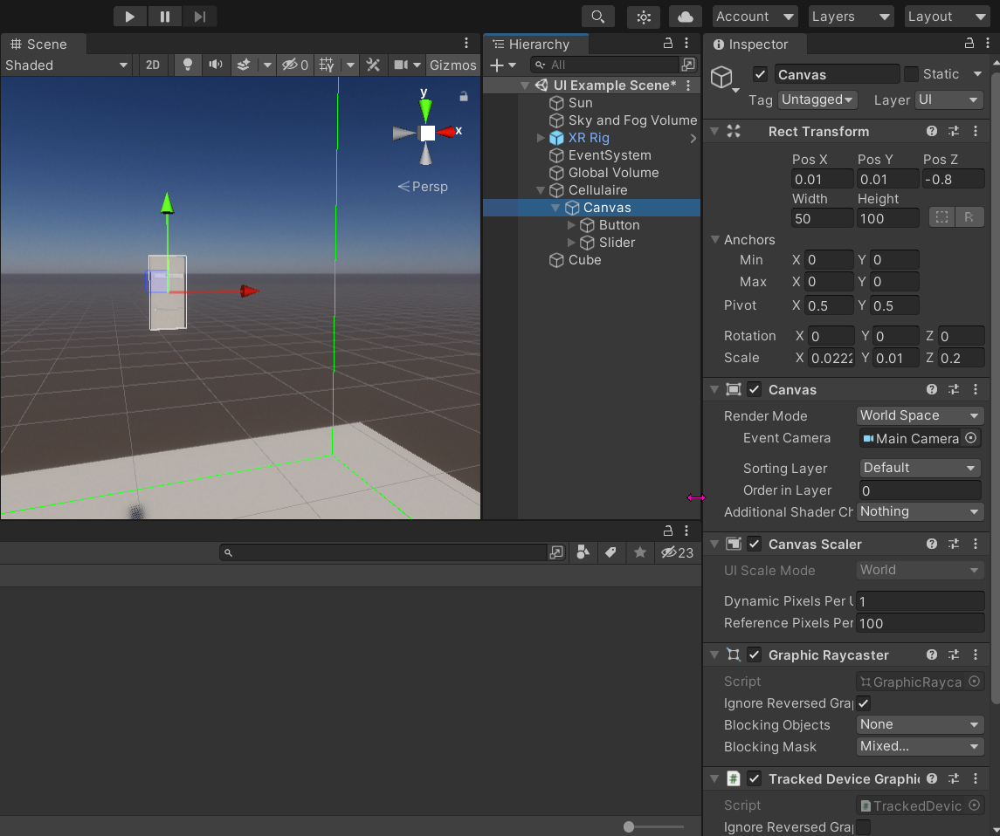 Account
Layers
Layout
Scene
Shaded
2D
0
Gizmos
y
x
Persp
Hierarchy
All
UI Example Scene*
Sun
Sky and Fog Volume
XR Rig
EventSystem
Global Volume
Cellulaire
Canvas
Button
Slider
Cube
23
Inspector
Canvas
Static
Tag Untagged Layer UI
Rect Transform
Pos X Pos Y Pos Z
0.01 0.01 -0.8
Width Height
50 100 R
Anchors
Min X 0 Y 0
Max X 0 Y 0
Pivot X 0.5 Y 0.5
Rotation X 0 Y 0 Z 0
Scale X 0.0222 Y 0.01 Z 0.2
Canvas
Render Mode World Space
Event Camera Main Camera
Sorting Layer Default
Order in Layer 0
Additional Shader Ch Nothing
Canvas Scaler
UI Scale Mode World
Dynamic Pixels Per U 1
Reference Pixels Per 100
Graphic Raycaster
Script GraphicRayca
Ignore Reversed Grap
Blocking Objects None
Blocking Mask Mixed...
# Tracked Device Graphic
Script TrackedDevic
Ignore Reversed Grap